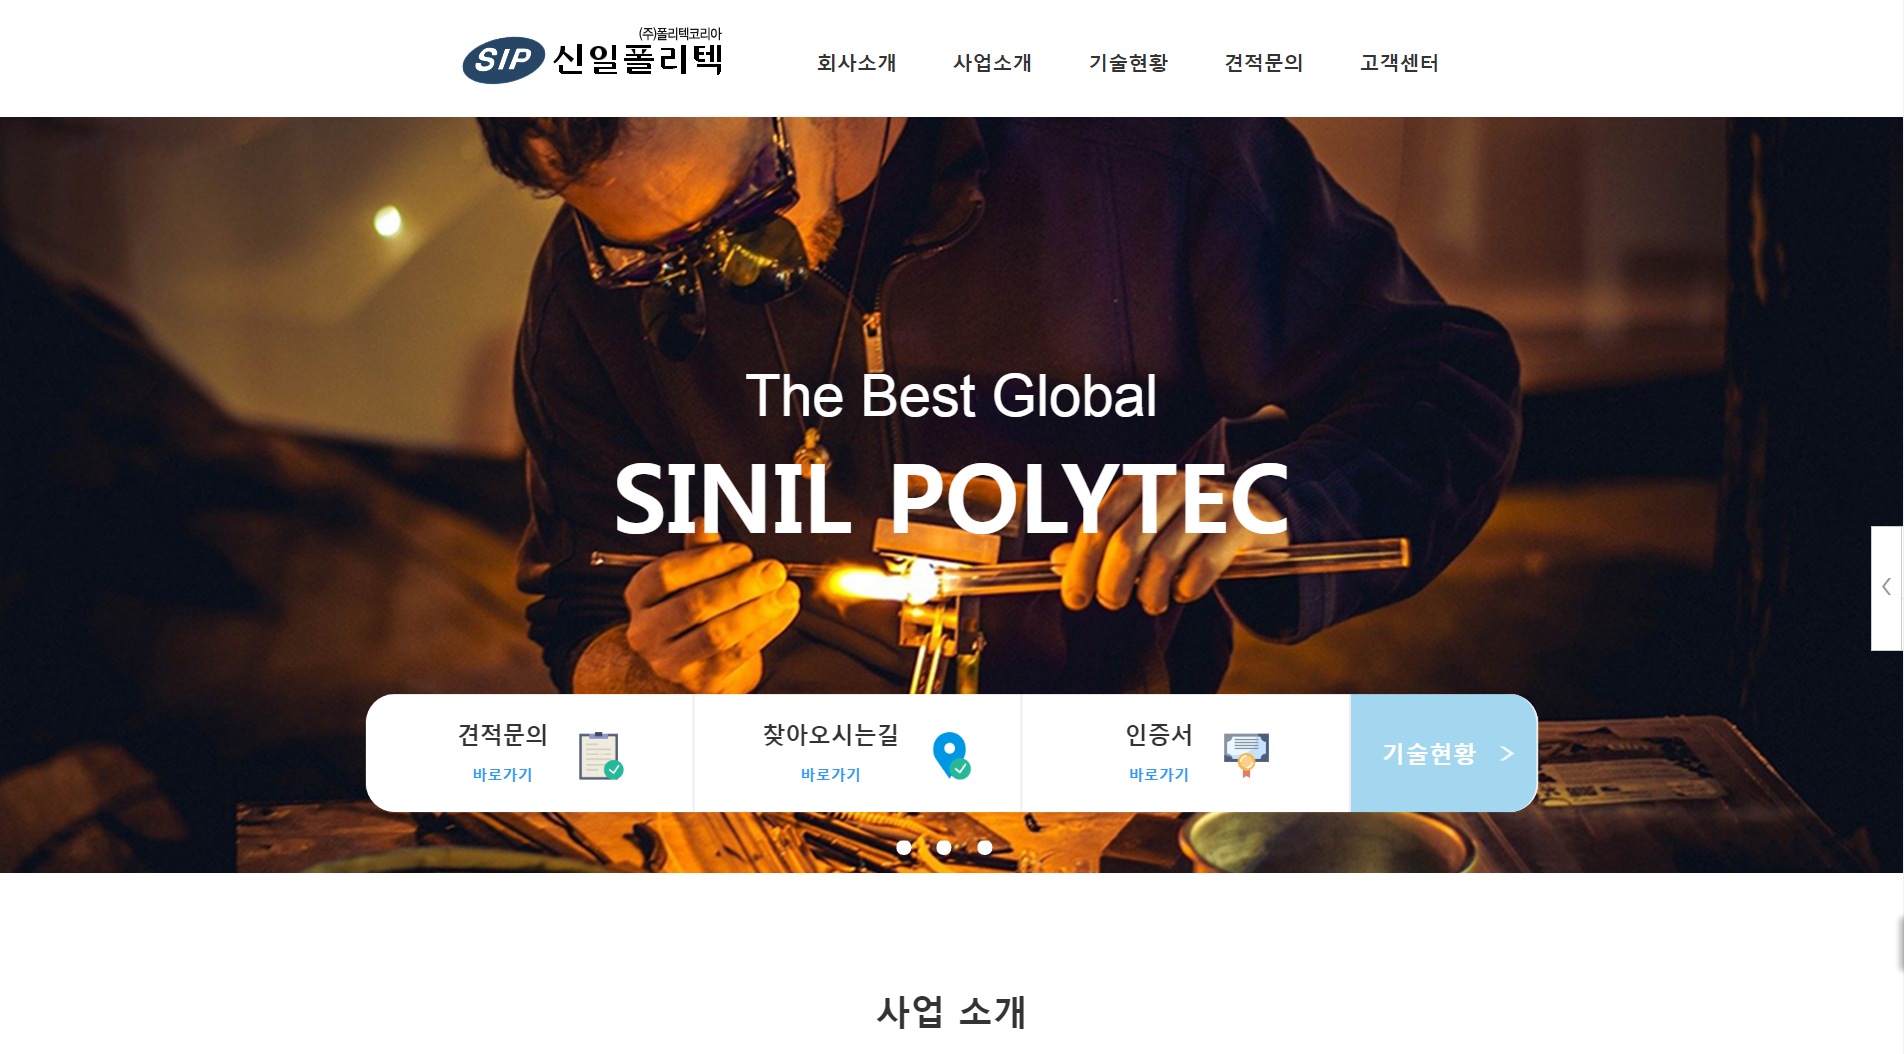 (주)폴리텍코리아
SIP 신일폴리텍
회사소개 사업소개 기술현황 견적문의 고객센터
The Best Global
SINIL POLYTEC
견적문의
바로가기
찾아오시는길
바로가기
인증서
바로가기
기술현황 >
사업 소개